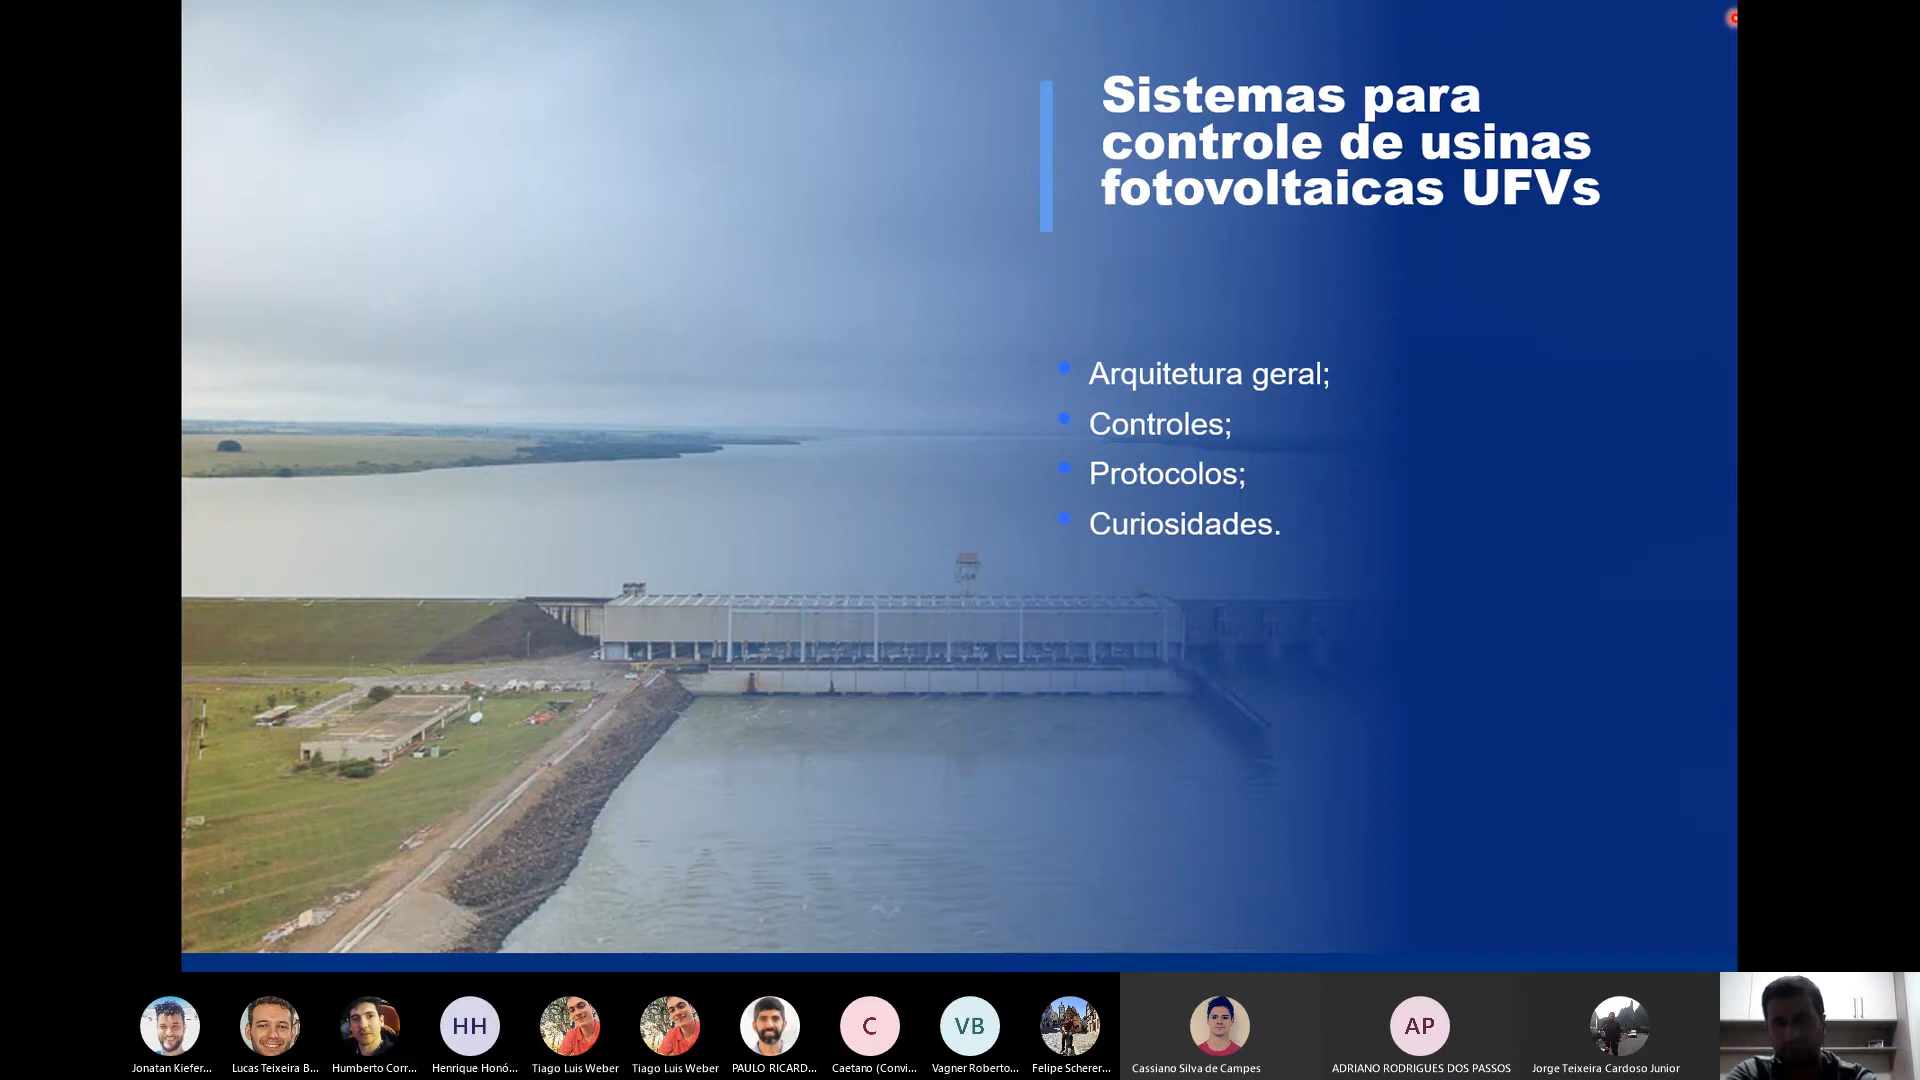 Sistemas para
controle de usinas
fotovoltaicas UFVs
Arquitetura geral;
Controles;
Protocolos;
Curiosidades.
HH
C
VB
AP
Jonatan Kiefer...
Lucas Teixeira B...
Humberto Corr...
Henrique Honó...
Tiago Luis Weber
Tiago Luis Weber
PAULO RICARD...
Caetano (Convi...
Vagner Roberto...
Felipe Scherer...
Cassiano Silva de Campes
ADRIANO RODRIGUES DOS PASSOS
Jorge Teixeira Cardoso Junior